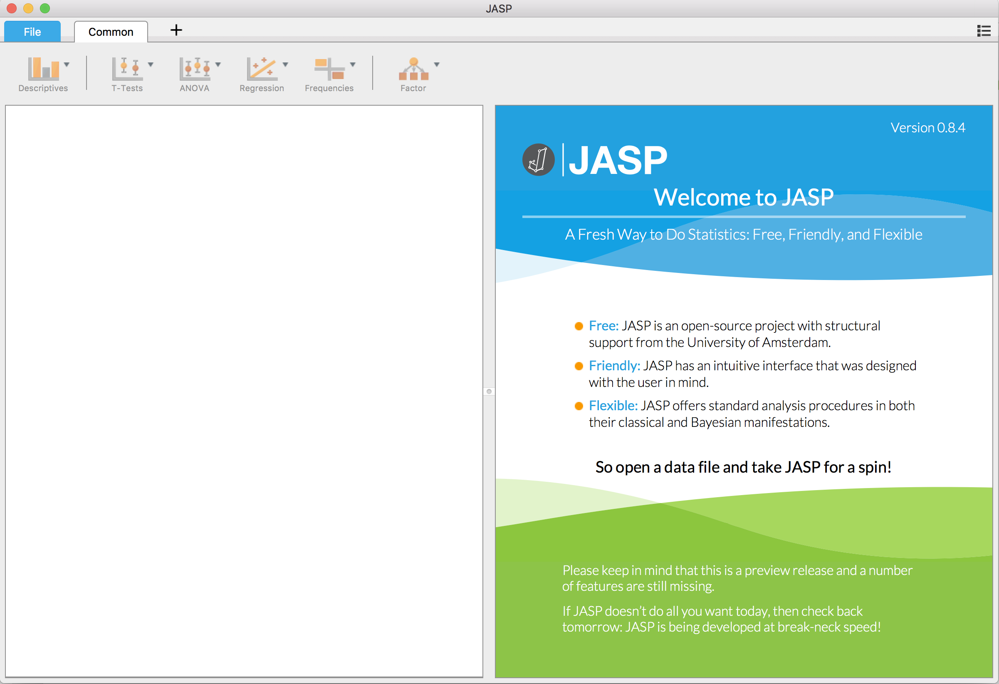 JASP
File
Common
+
Descriptives
T-Tests
ANOVA
Regression
Frequencies
Factor
Version 0.8.4
JASP
Welcome to JASP
A Fresh Way to Do Statistics: Free, Friendly, and Flexible
Free: JASP is an open-source project with structural
support from the University of Amsterdam.
Friendly: JASP has an intuitive interface that was designed
with the user in mind.
Flexible: JASP offers standard analysis procedures in both
their classical and Bayesian manifestations.
So open a data file and take JASP for a spin!
Please keep in mind that this is a preview release and a number
of features are still missing.
If JASP doesn’t do all you want today, then check back
tomorrow: JASP is being developed at break-neck speed!